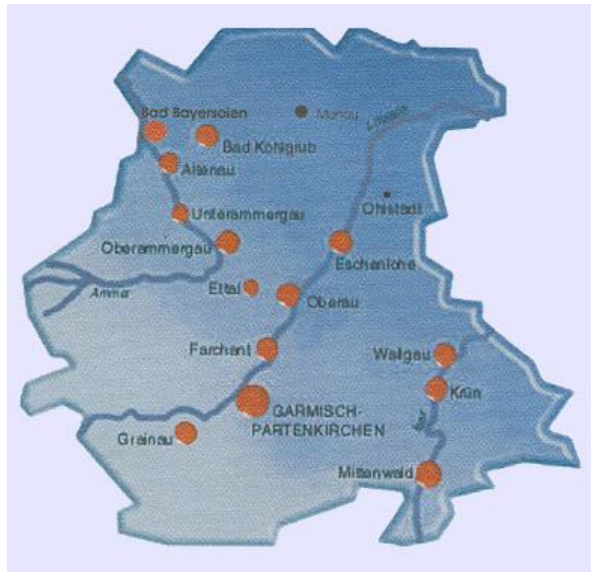 Bad Bayersoien
Murnau
Bad Kohlgrub
Loisach
Altenau
Ohlstadt
Unterammergau
Oberammergau
Eschenlohe
Ettal
Ammer
Oberau
Farchant
Wallgau
Krün
GARMISCH-
PARTENKIRCHEN
Grainau
Isar
Mittenwald